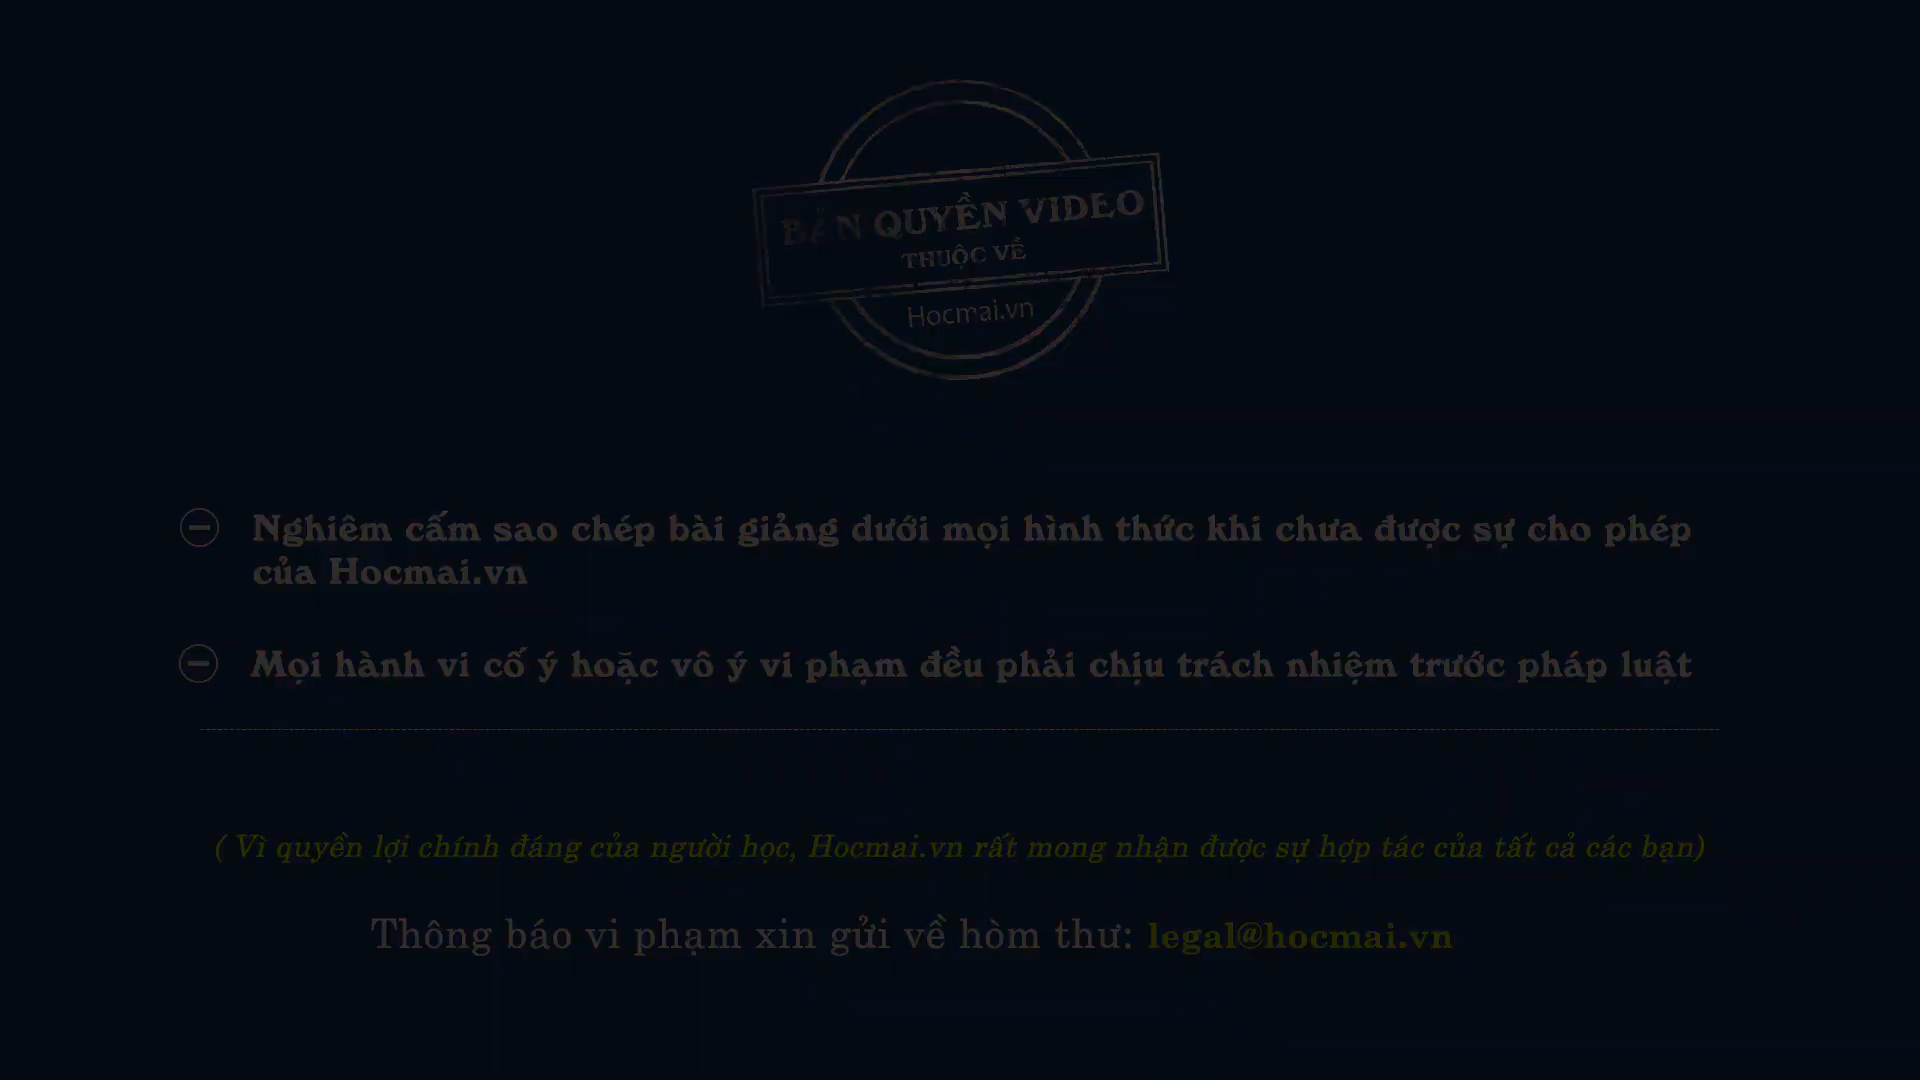 BẢN QUYỀN VIDEO
THUỘC VỀ
Hocmai.vn
Nghiêm cấm sao chép bài giảng dưới mọi hình thức khi chưa được sự cho phép
của Hocmai.vn
Mọi hành vi cố ý hoặc vô ý vi phạm đều phải chịu trách nhiệm trước pháp luật
( Vì quyền lợi chính đáng của người học, Hocmai.vn rất mong nhận được sự hợp tác của tất cả các bạn)
Thông báo vi phạm xin gửi về hòm thư: legal@hocmai.vn